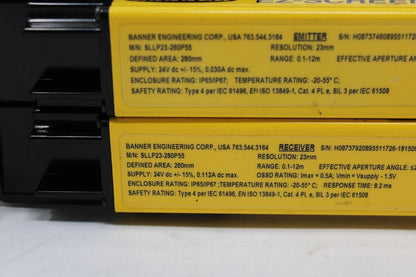 BANNER ENGINEERING CORP., USA 763.544.3164 EMITTER S/N: H0873746089551172
M/N: SLLP23-280P55 RESOLUTION: 23mm
DEFINED AREA: 280mm RANGE: 0.1-12m EFFECTIVE APERTURE A
SUPPLY: 24V dc +/- 15%, 0.030A dc max.
ENCLOSURE RATING: IP65/IP67; TEMPERATURE RATING: -20-55° C;
SAFETY RATING: Type 4 per IEC 61496, EN ISO 13849-1, Cat. 4 PL e, SIL 3 per IEC 61508
BANNER ENGINEERING CORP., USA 763.544.3164 RECEIVER S/N: H08737920895511726-181506
M/N: SLLP23-280P55 RESOLUTION: 23mm
DEFINED AREA: 280mm RANGE: 0.1-12m EFFECTIVE APERTURE ANGLE: ≤2
SUPPLY: 24V dc +/- 15%, 0.112A dc max. OSSD RATING: Imax = 0.5A; Vmin = Vsupply - 1.5V
ENCLOSURE RATING: IP65/IP67; TEMPERATURE RATING: -20-55° C; RESPONSE TIME: 8.2 ms
SAFETY RATING: Type 4 per IEC 61496, EN ISO 13849-1, Cat. 4 PL e, SIL 3 per IEC 61508